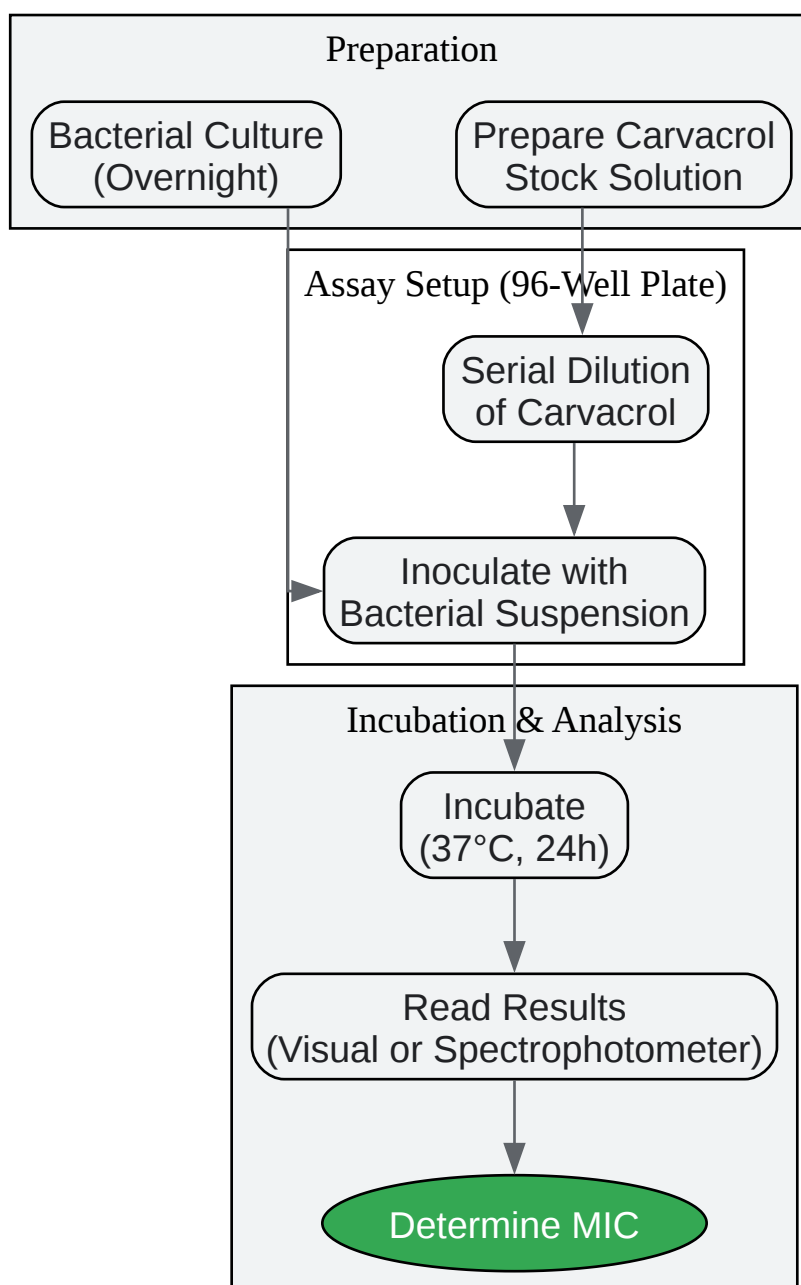 Preparation
Bacterial Culture
(Overnight)
Prepare Carvacrol
Stock Solution
Assay Setup (96-Well Plate)
Serial Dilution
of Carvacrol
Inoculate with
Bacterial Suspension
Incubation & Analysis
Incubate
(37°C, 24h)
Read Results
(Visual or Spectrophotometer)
Determine MIC